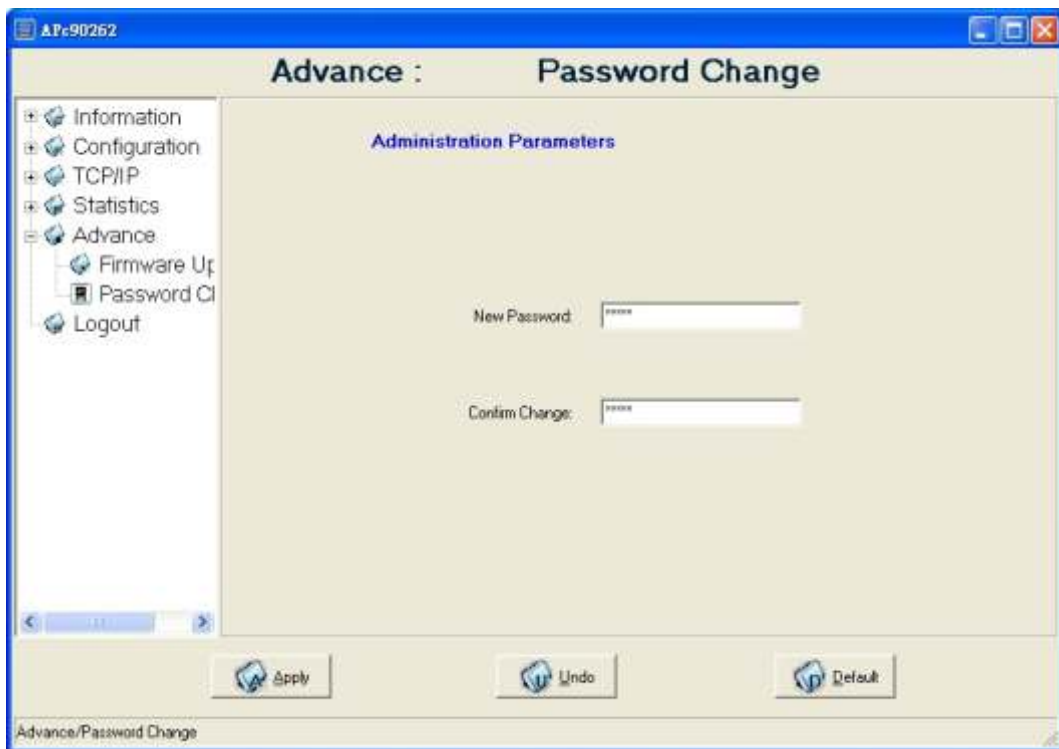 APc90262
Advance : Password Change
Information
Configuration
TCP/IP
Statistics
Advance
Firmware Up
Password Cl
Logout
Administration Parameters
New Password:
*****
Confirm Change:
*****
Apply
Undo
Default
Advance/Password Change